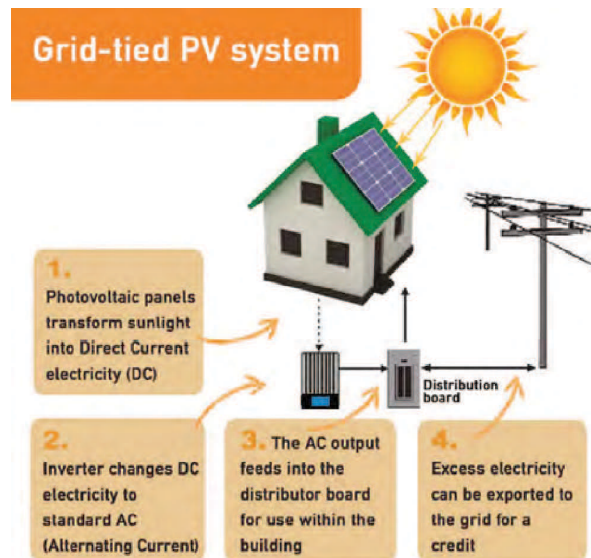 Grid-tied PV system
1.
Photovoltaic panels
transform sunlight
into Direct Current
electricity (DC)
Distribution
board
2.
Inverter changes DC
electricity to
standard AC
(Alternating Current)
3. The AC output
feeds into the
distributor board
for use within the
building
4.
Excess electricity
can be exported to
the grid for a
credit